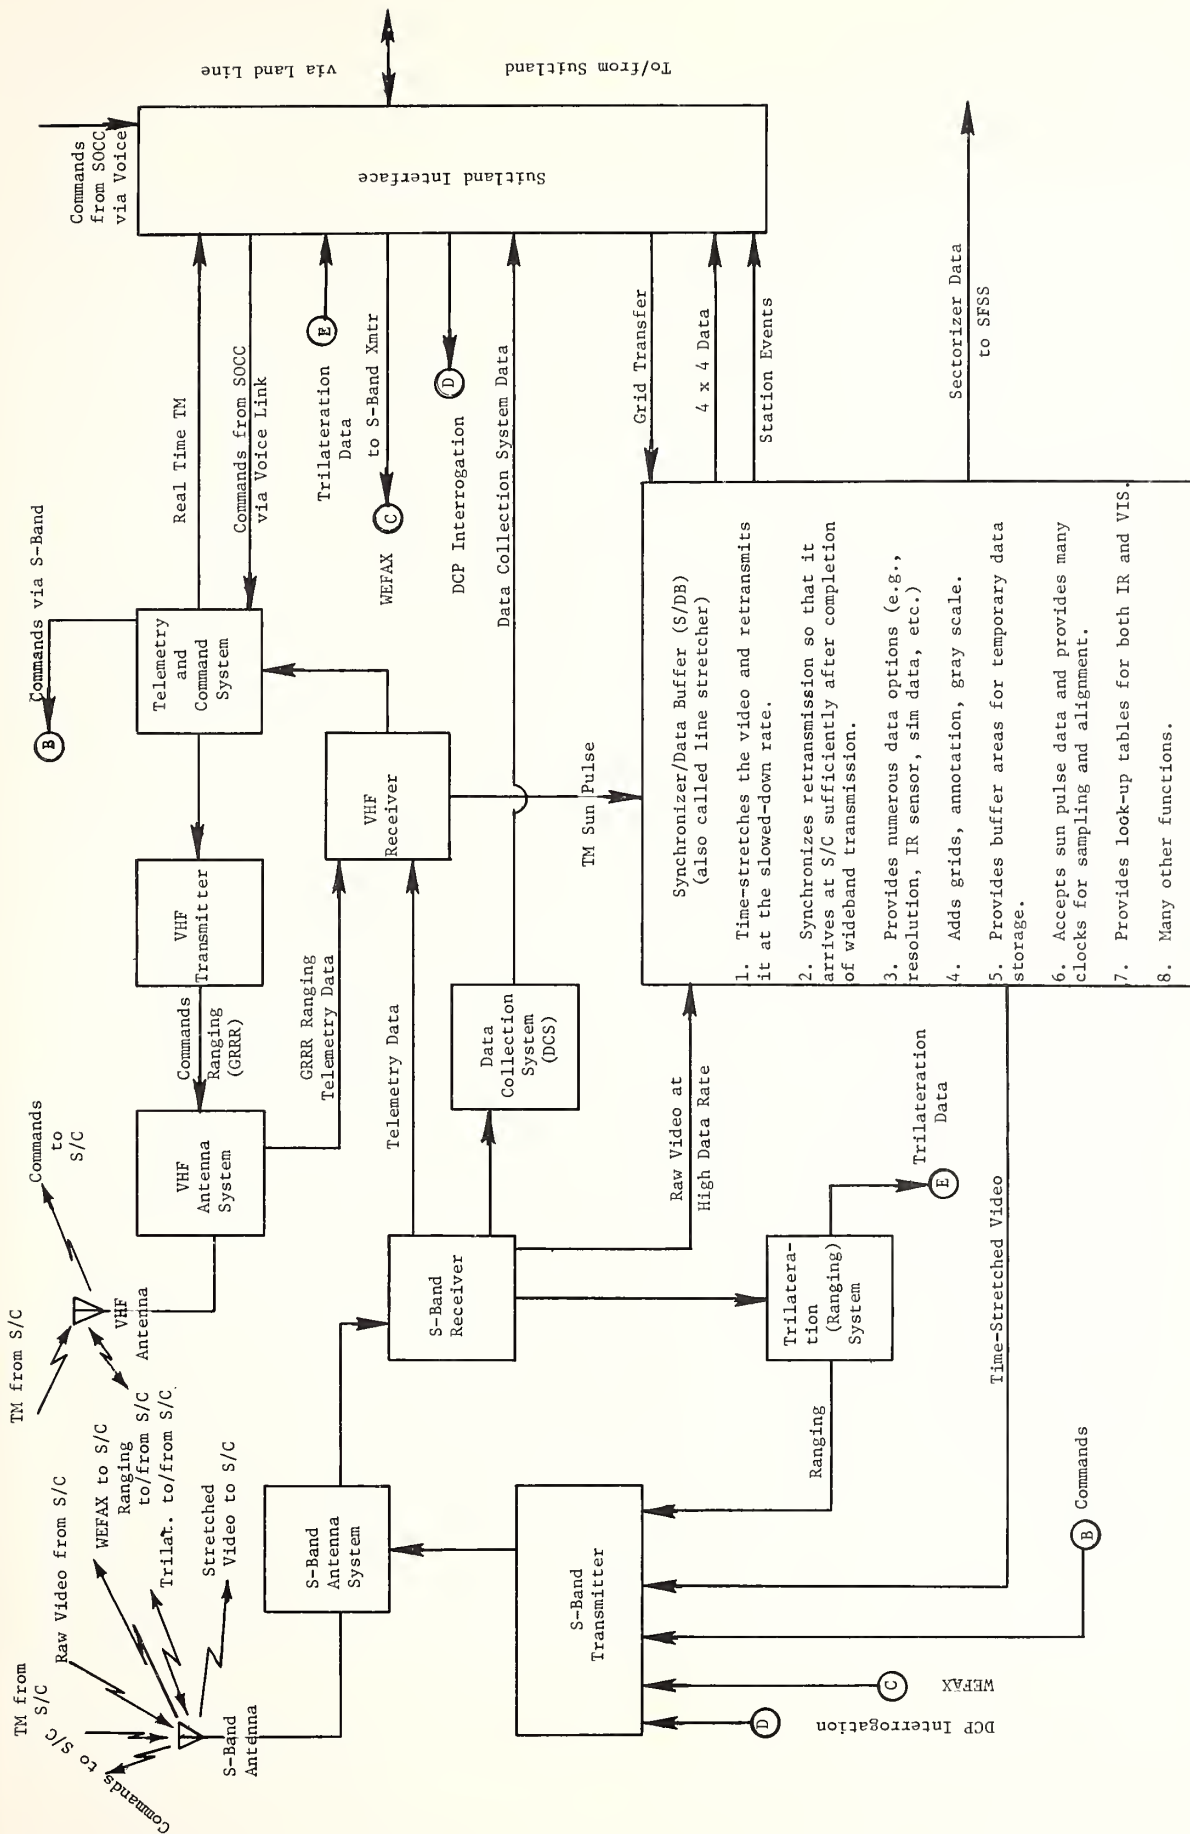 TM from
S/C
Commands to S/C
Raw Video from S/C
WEFAX to S/C
Trilat. to/from S/C
Stretched
Video to S/C
S-Band
Antenna
TM from S/C
Commands
to
S/C
Ranging
to/from S/C
VHF
Antenna
VHF
Antenna
System
Commands
Ranging
(GRRR)
VHF
Transmitter
Telemetry
and
Command
System
Commands via S-Band
B
Real Time TM
Commands from SOCC
via Voice Link
Commands
from SOCC
via Voice
Suitland Interface
via Land Line
To/from Suitland
GRRR Ranging
Telemetry Data
VHF
Receiver
Trilateration
Data
E
WEFAX
C
to S-Band Xmtr
DCP Interrogation
D
Data Collection System Data
S-Band
Antenna
System
S-Band
Receiver
Telemetry Data
Data
Collection
System
(DCS)
TM Sun Pulse
Grid Transfer
4 x 4 Data
Station Events
Raw Video at
High Data Rate
S-Band
Transmitter
Ranging
Trilatera-
tion
(Ranging)
System
Trilateration
Data
E
Time-Stretched Video
Synchronizer/Data Buffer (S/DB)
(also called line stretcher)
1. Time-stretches the video and retransmits
it at the slowed-down rate.
2. Synchronizes retransmission so that it
arrives at S/C sufficiently after completion
of wideband transmission.
3. Provides numerous data options (e.g.,
resolution, IR sensor, sim data, etc.)
4. Adds grids, annotation, gray scale.
5. Provides buffer areas for temporary data
storage.
6. Accepts sun pulse data and provides many
clocks for sampling and alignment.
7. Provides look-up tables for both IR and VIS.
8. Many other functions.
Sectorizer Data
to SFSS
DCP Interrogation
D
WEFAX
C
B
Commands